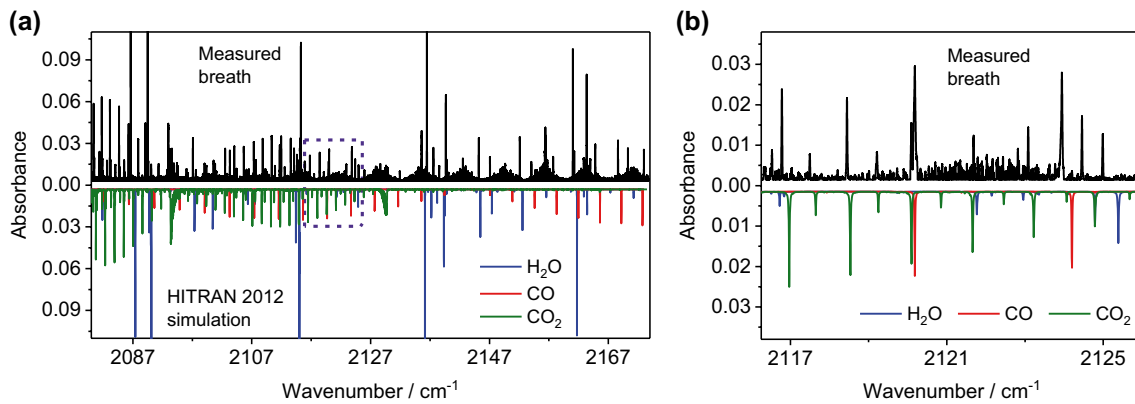 (a)
0.09
0.06
0.03
0.00
0.03
0.06
0.09
Absorbance
Measured
breath
HITRAN 2012
simulation
H₂O
CO
CO₂
2087 2107 2127 2147 2167
Wavenumber / cm⁻¹
(b)
0.03
0.02
0.01
0.00
0.01
0.02
0.03
Absorbance
Measured
breath
H₂O CO CO₂
2117 2121 2125
Wavenumber / cm⁻¹